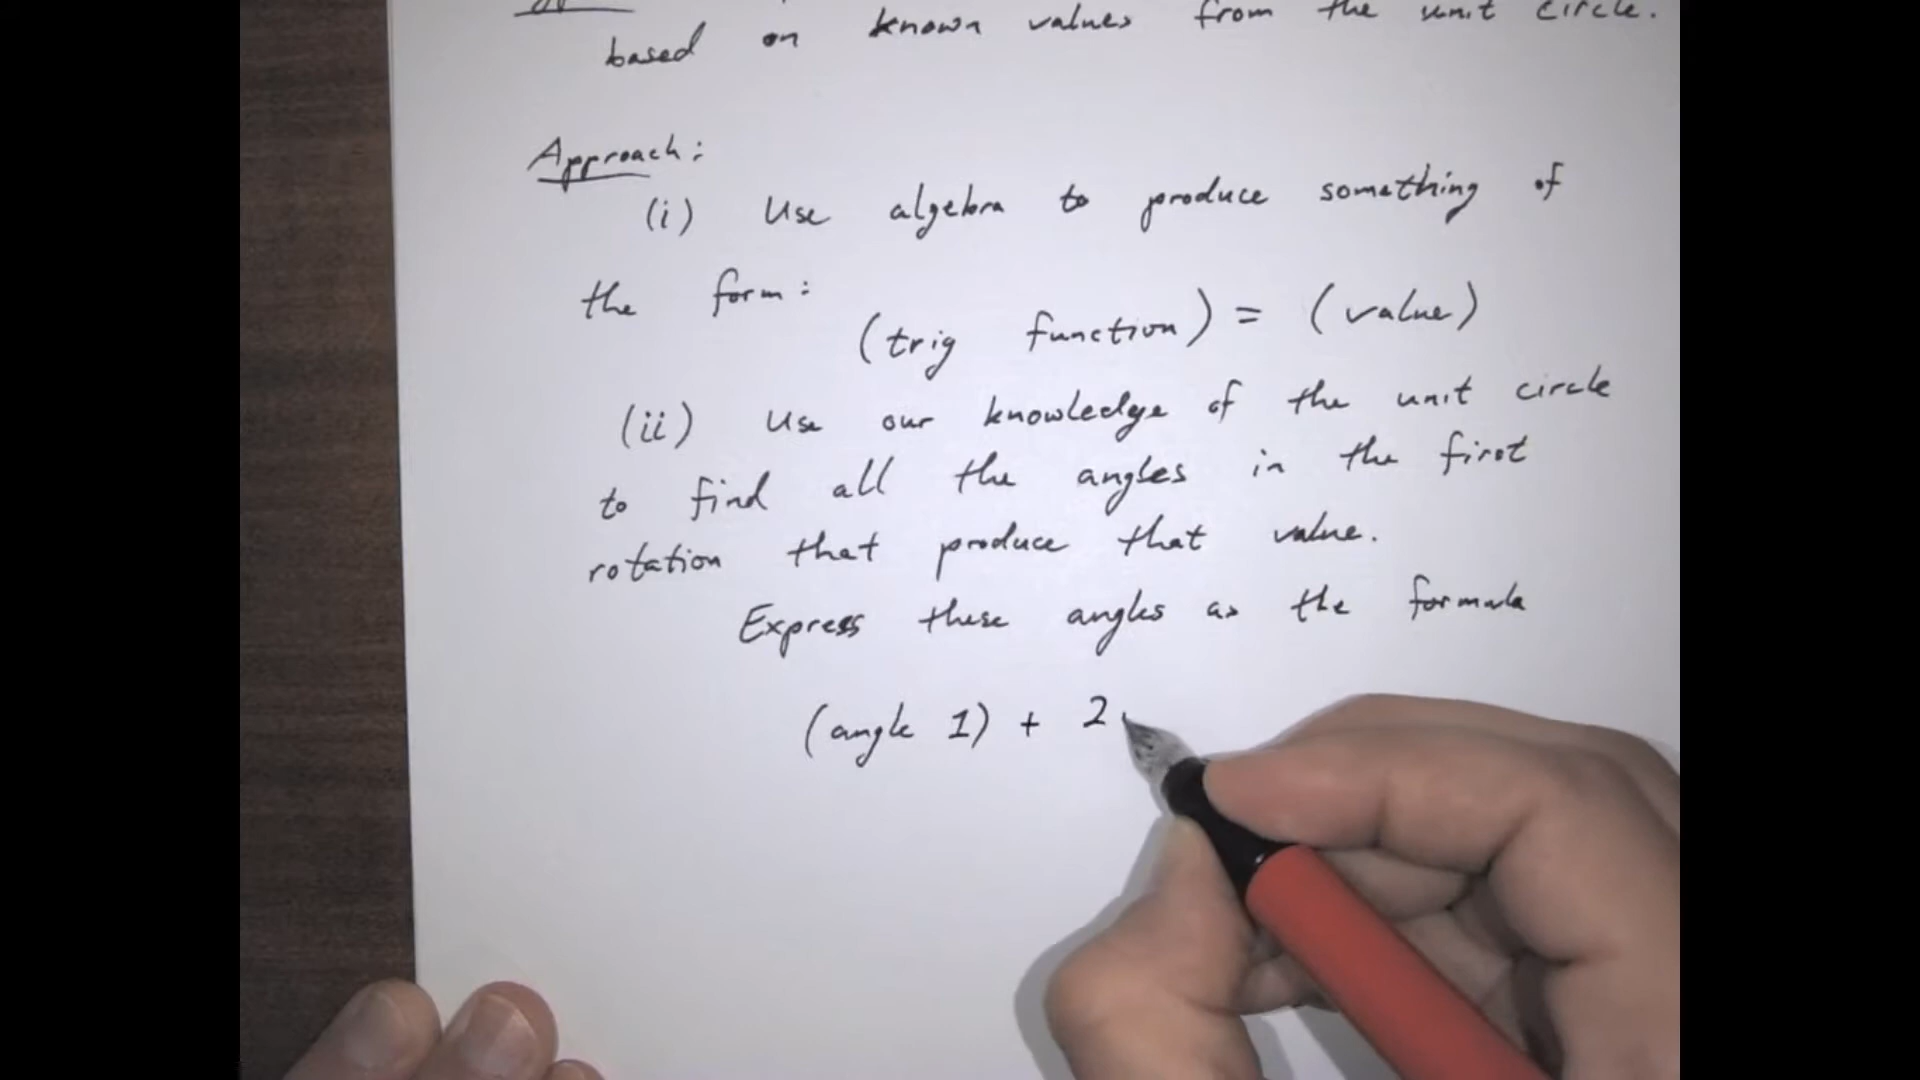 based on known values from the unit circle.
Approach:
(i) Use algebra to produce something of
the form:
(trig function) = (value)
(ii) Use our knowledge of the unit circle
to find all the angles in the first
rotation that produce that value.
Express these angles as the formula
(angle 1) + 2